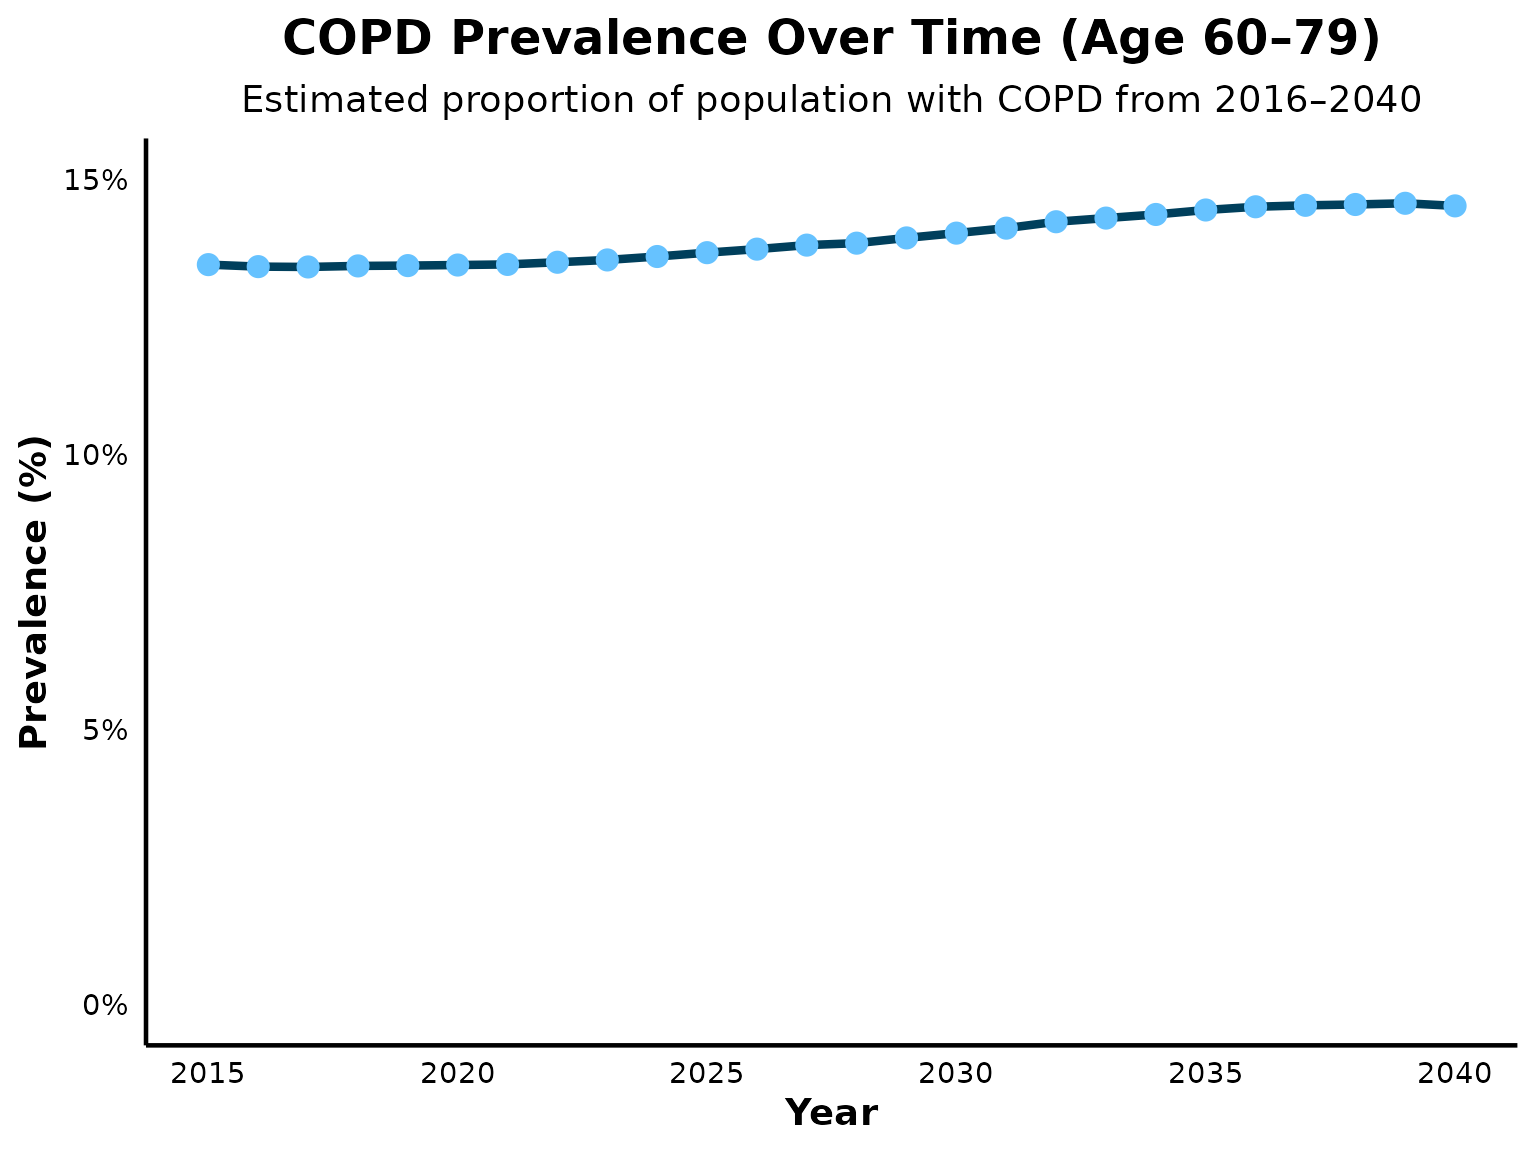 COPD Prevalence Over Time (Age 60–79)
Estimated proportion of population with COPD from 2016–2040
Prevalence (%)
15%
10%
5%
0%
2015 2020 2025 2030 2035 2040
Year